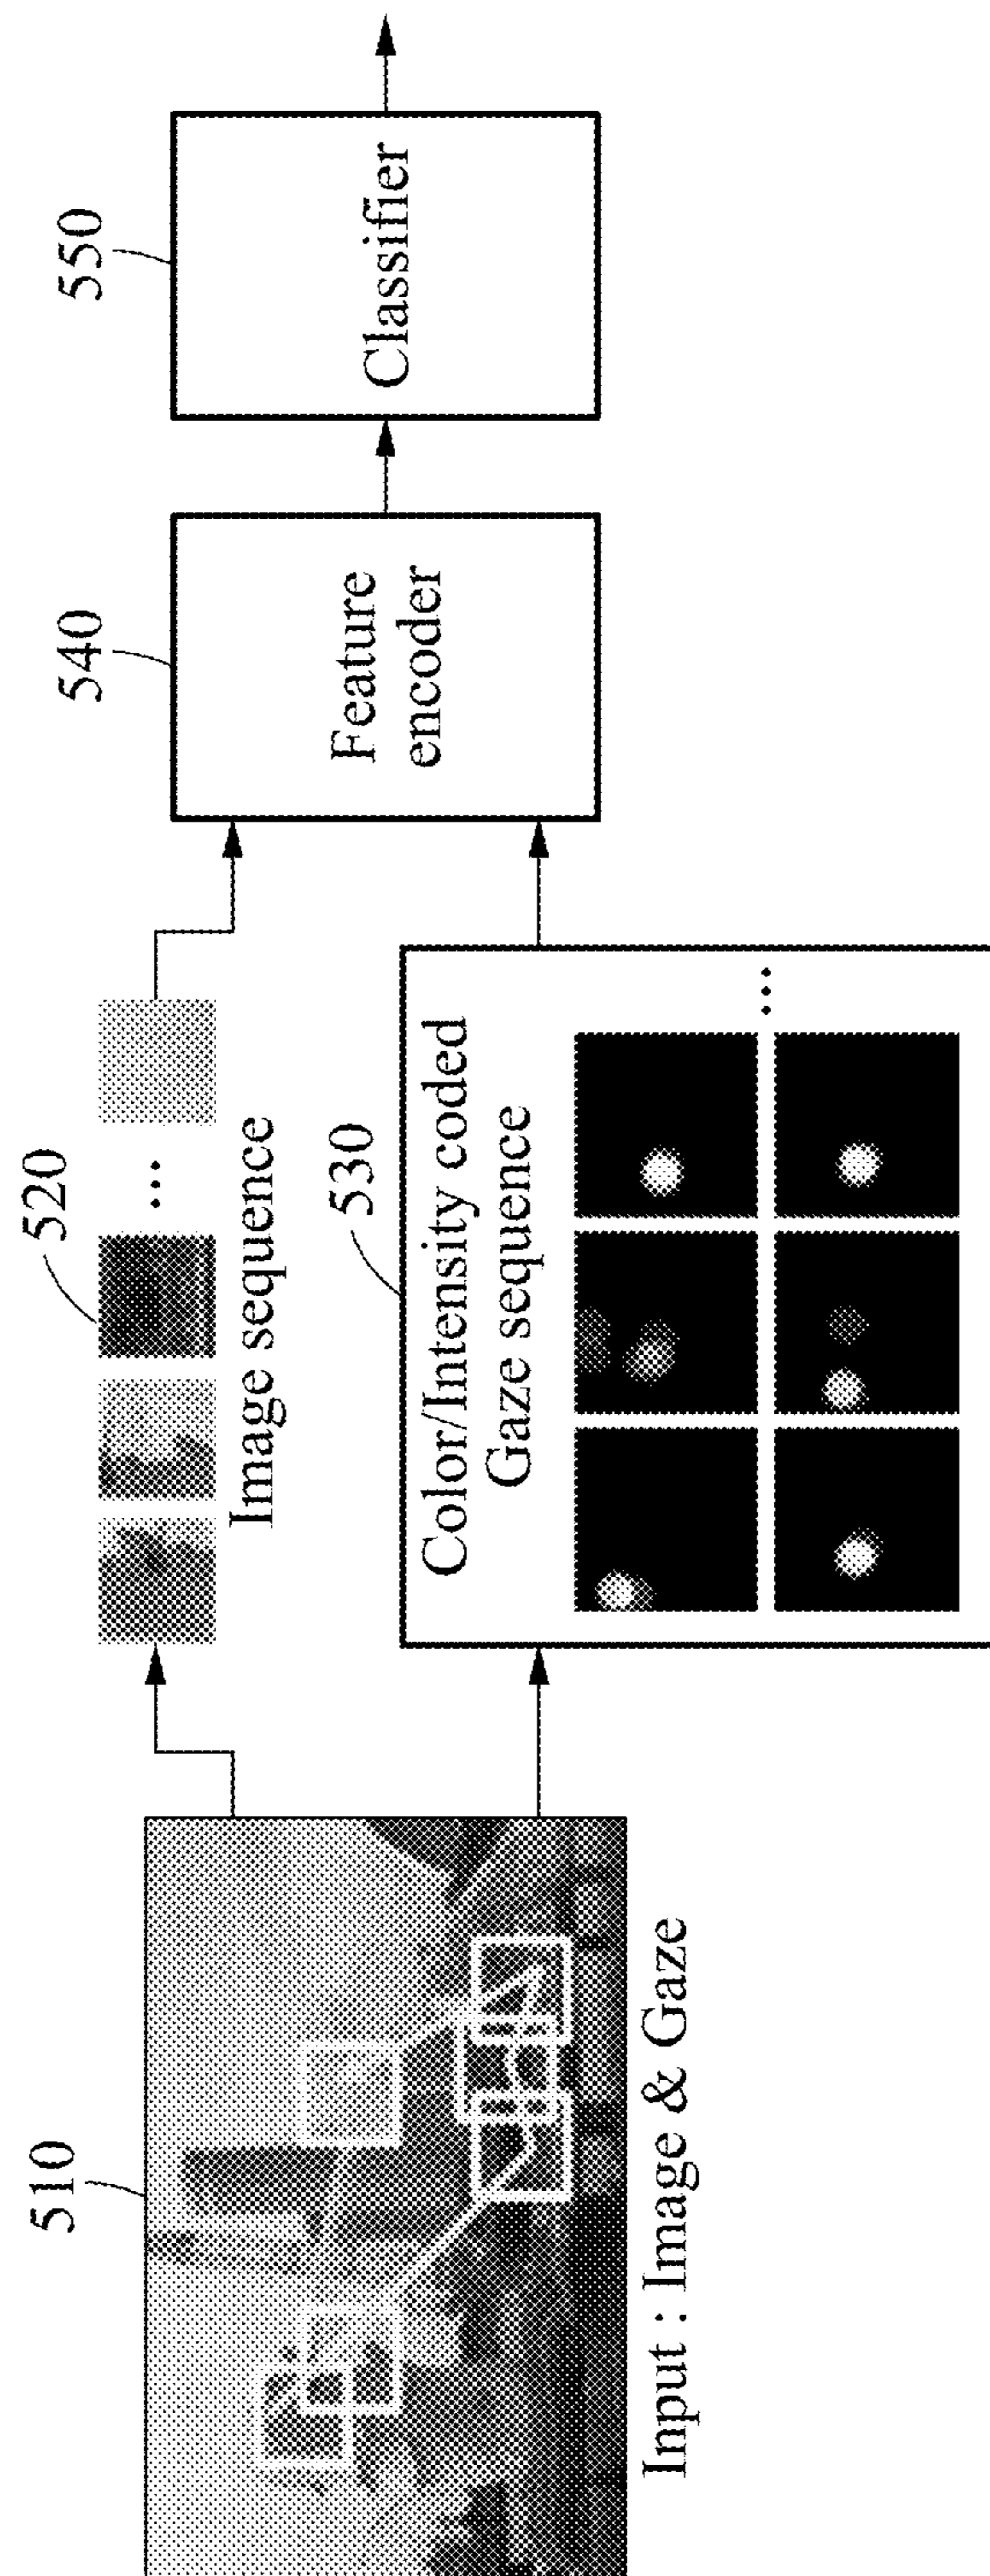 510
Input : Image & Gaze
520
...
Image sequence
530
Color/Intensity coded
Gaze sequence
...
540
Feature
encoder
550
Classifier